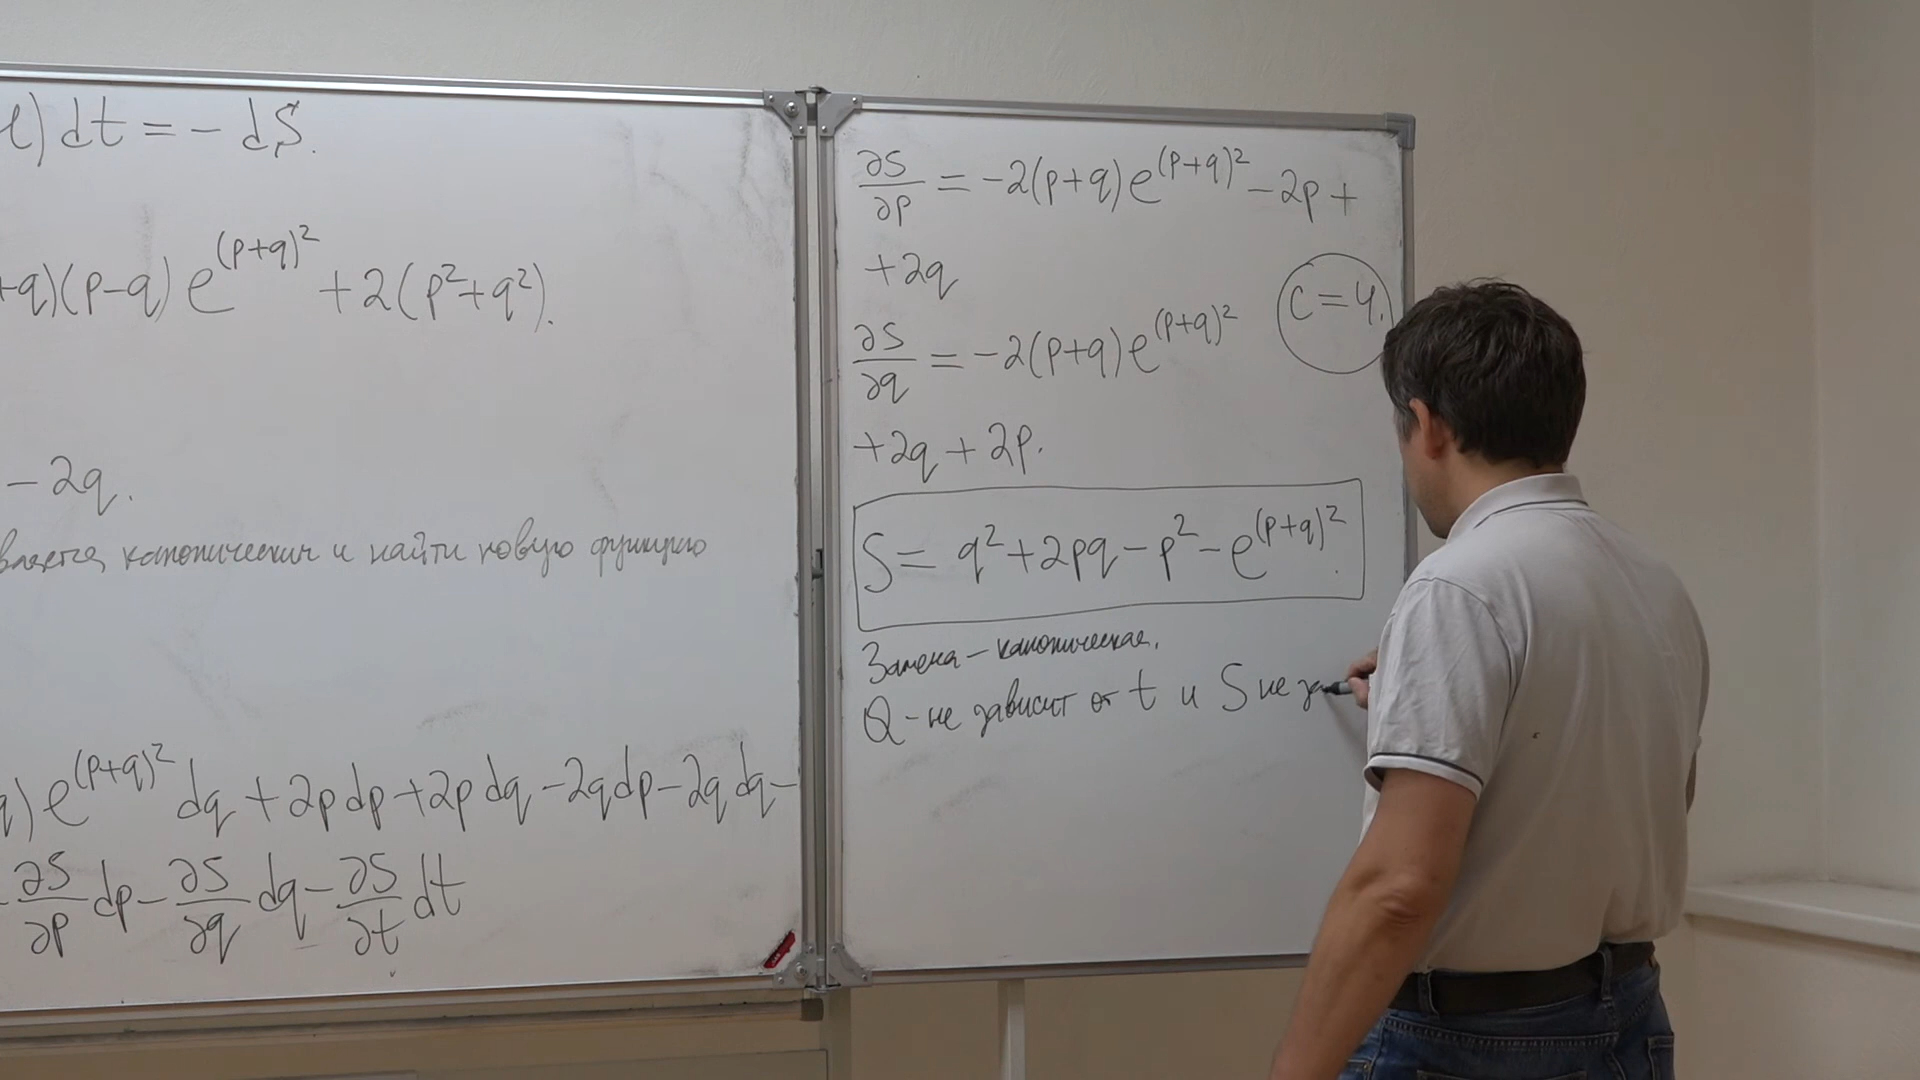 e) dt = - dS.
+q)(p-q) e^{(p+q)^2} + 2(p^2+q^2).
- 2q.
вляется каноническим и найти новую функцию
q) e^{(p+q)^2} dq + 2p dp + 2p dq - 2q dp - 2q dq -
- ∂S/∂p dp - ∂S/∂q dq - ∂S/∂t dt
∂S/∂p = -2(p+q) e^{(p+q)^2} - 2p +
+2q
c = 4.
∂S/∂q = -2(p+q) e^{(p+q)^2}
+2q + 2p.
S = q^2 + 2pq - p^2 - e^{(p+q)^2}.
Замена - каноническая.
Q - не зависит от t и S не за